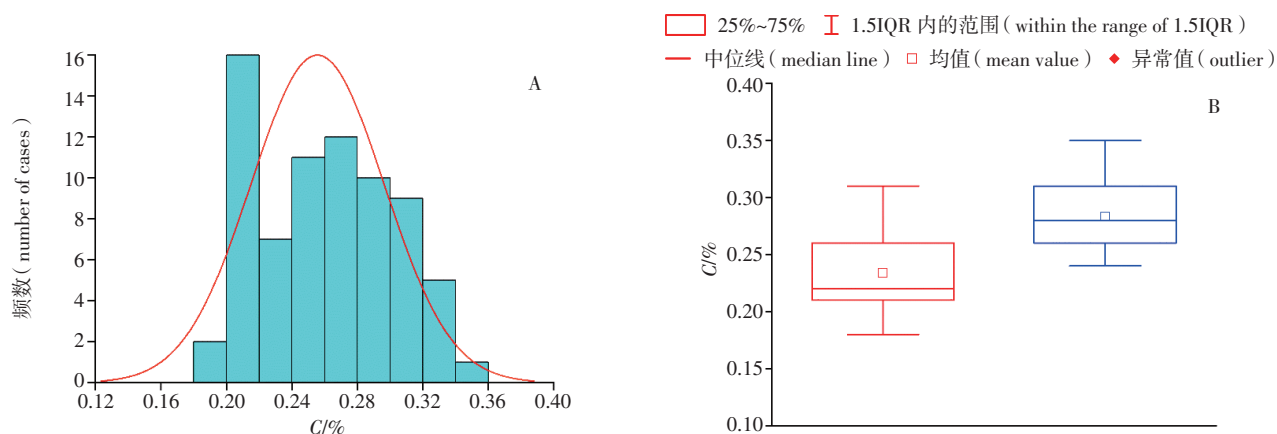 频数（number of cases）
16
14
12
10
8
6
4
2
0
0.12 0.16 0.20 0.24 0.28 0.32 0.36 0.40
C/%
A
25%~75% 1.5IQR 内的范围（within the range of 1.5IQR）
中位线（median line） 均值（mean value） 异常值（outlier）
B
C/%
0.40
0.35
0.30
0.25
0.20
0.15
0.10